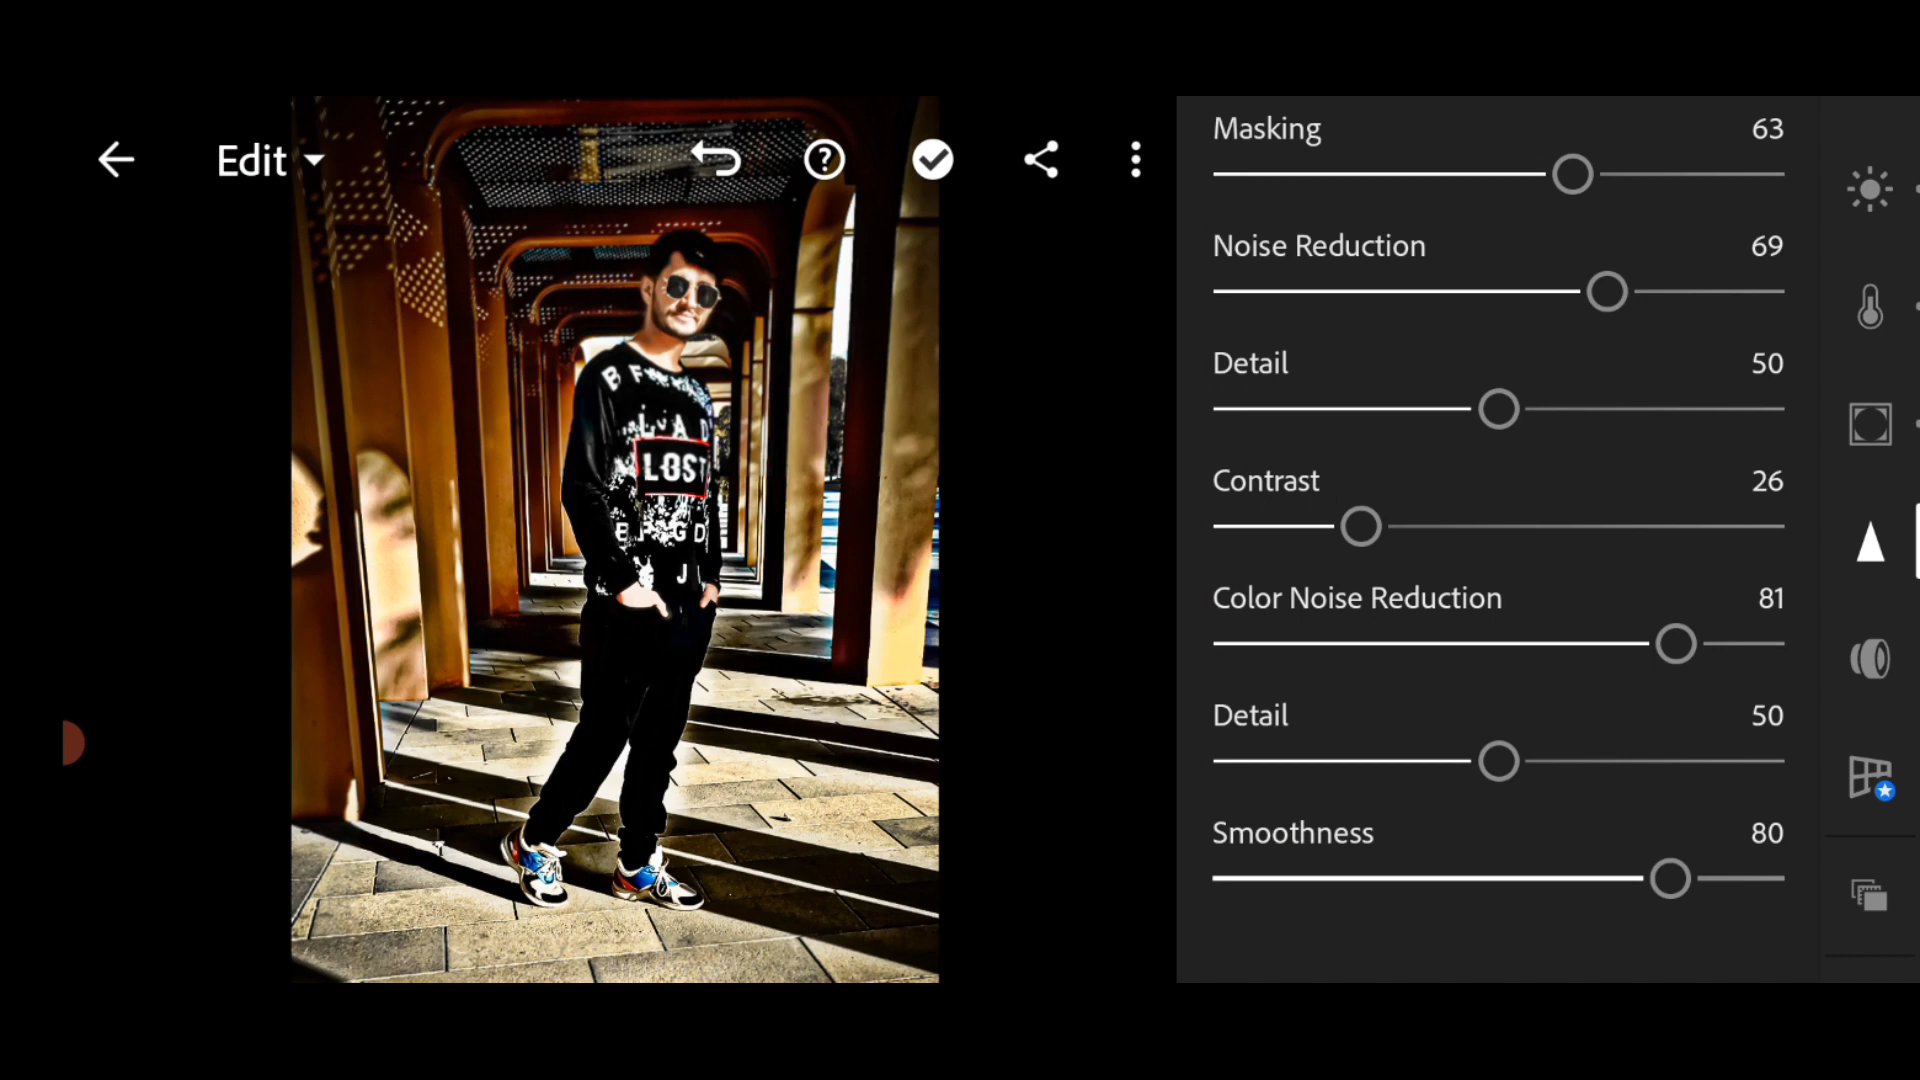 Edit
B F
L A D
LOST
B F G D
J
Masking 63
Noise Reduction 69
Detail 50
Contrast 26
Color Noise Reduction 81
Detail 50
Smoothness 80